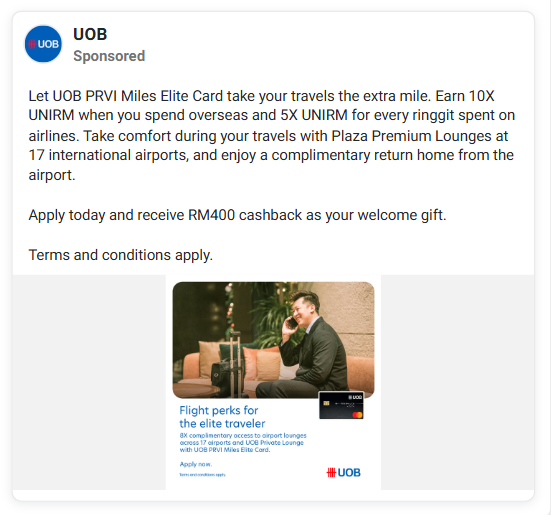 UOB
UOB
Sponsored
Let UOB PRVI Miles Elite Card take your travels the extra mile. Earn 10X
UNIRM when you spend overseas and 5X UNIRM for every ringgit spent on
airlines. Take comfort during your travels with Plaza Premium Lounges at
17 international airports, and enjoy a complimentary return home from the
airport.
Apply today and receive RM400 cashback as your welcome gift.
Terms and conditions apply.
UOB
Flight perks for
the elite traveler
8X complimentary access to airport lounges
across 17 airports and UOB Private Lounge
with UOB PRVI Miles Elite Card.
Apply now.
Terms and conditions apply.
UOB